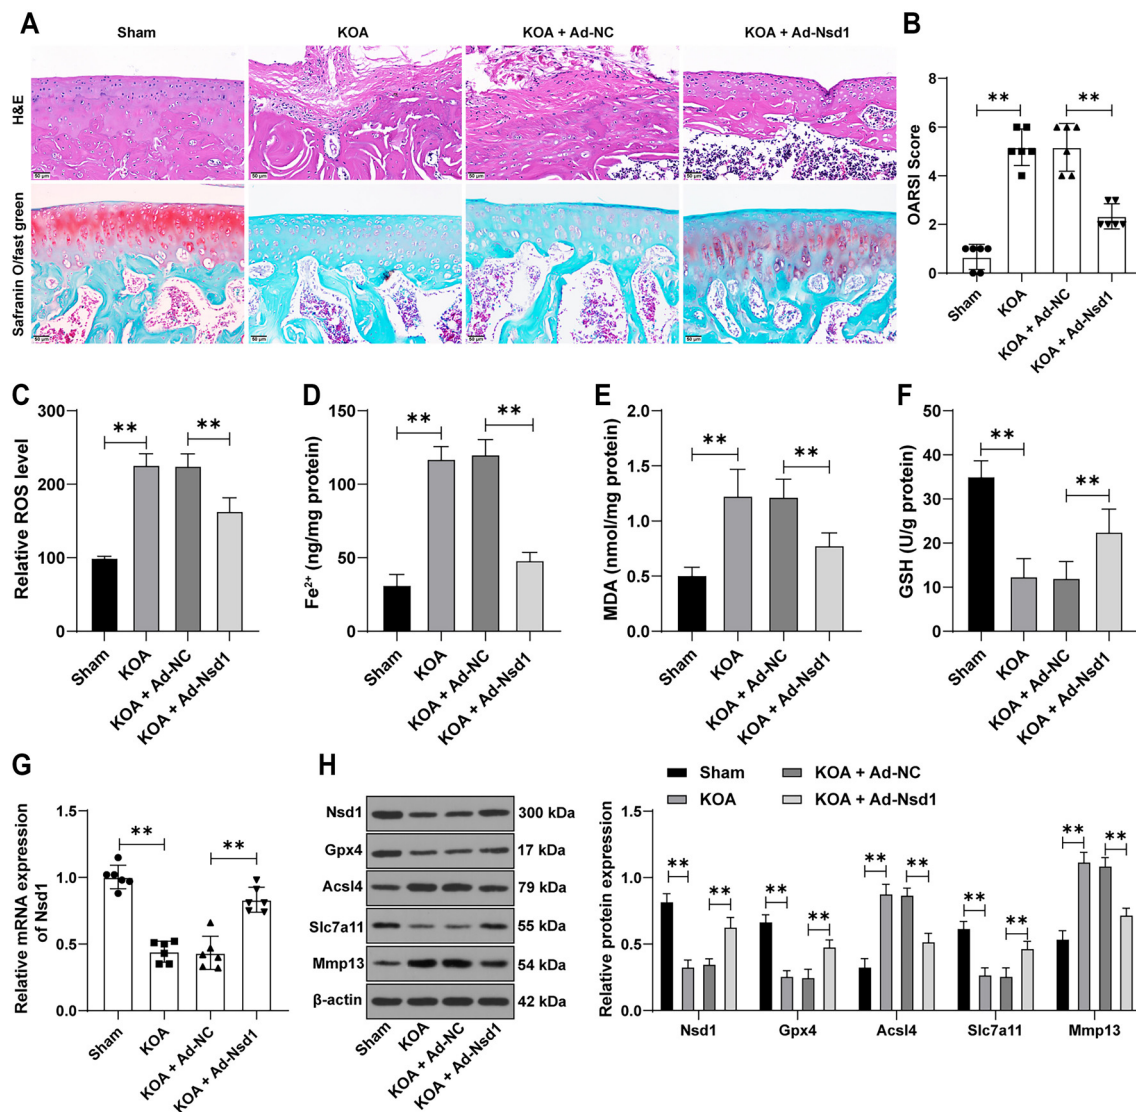 A
Sham
KOA
KOA + Ad-NC
KOA + Ad-Nsd1
H&E
50 µm
50 µm
50 µm
50 µm
Safranin O/fast green
50 µm
50 µm
50 µm
50 µm
B
OARSI Score
8
6
4
2
0
**
**
Sham
KOA
KOA + Ad-NC
KOA + Ad-Nsd1
C
Relative ROS level
300
200
100
0
**
**
Sham
KOA
KOA + Ad-NC
KOA + Ad-Nsd1
D
Fe²⁺ (ng/mg protein)
150
100
50
0
**
**
Sham
KOA
KOA + Ad-NC
KOA + Ad-Nsd1
E
MDA (nmol/mg protein)
2.0
1.5
1.0
0.5
0.0
**
**
Sham
KOA
KOA + Ad-NC
KOA + Ad-Nsd1
F
GSH (U/g protein)
50
40
30
20
10
0
**
**
Sham
KOA
KOA + Ad-NC
KOA + Ad-Nsd1
G
Relative mRNA expression
of Nsd1
1.5
1.0
0.5
0.0
**
**
Sham
KOA
KOA + Ad-NC
KOA + Ad-Nsd1
H
Nsd1 300 kDa
Gpx4 17 kDa
Acsl4 79 kDa
Slc7a11 55 kDa
Mmp13 54 kDa
β-actin 42 kDa
Sham
KOA
KOA + Ad-NC
KOA + Ad-Nsd1
Sham
KOA + Ad-NC
KOA
KOA + Ad-Nsd1
Relative protein expression
1.5
1.0
0.5
0.0
** ** ** ** ** ** ** ** ** **
Nsd1 Gpx4 Acsl4 Slc7a11 Mmp13